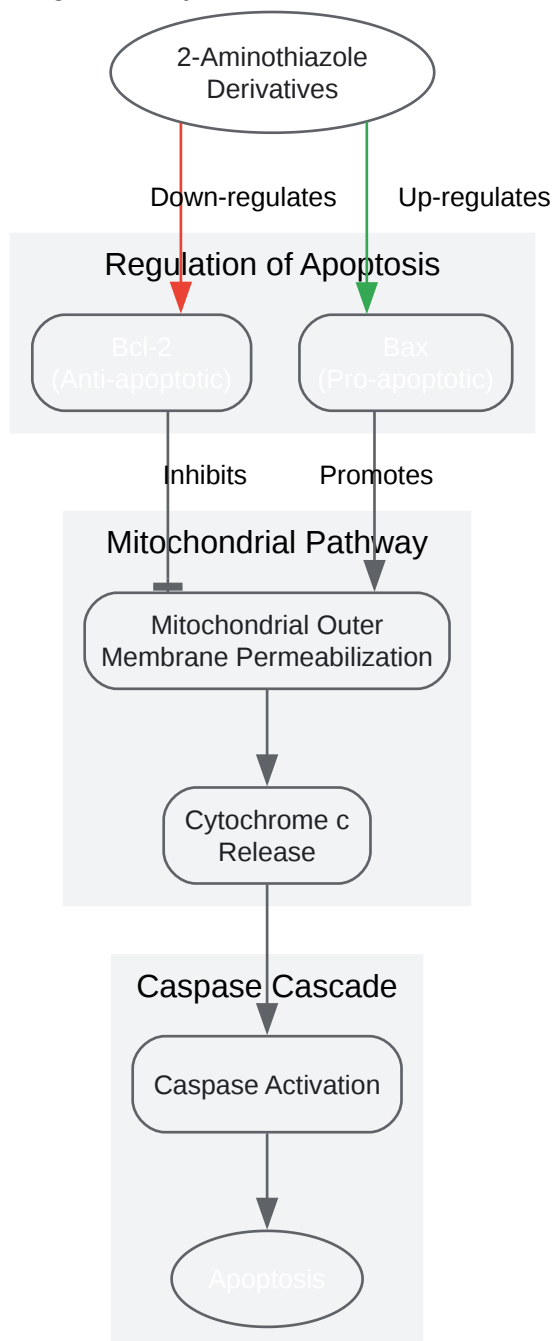 2-Aminothiazole
Derivatives
Down-regulates
Up-regulates
Regulation of Apoptosis
Bcl-2
(Anti-apoptotic)
Bax
(Pro-apoptotic)
Inhibits
Promotes
Mitochondrial Pathway
Mitochondrial Outer
Membrane Permeabilization
Cytochrome c
Release
Caspase Cascade
Caspase Activation
Apoptosis